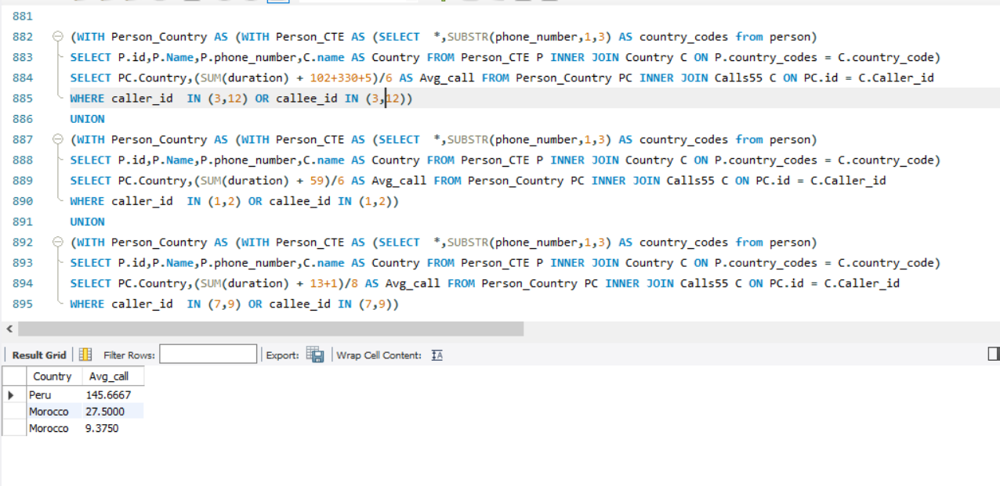 881
882 (WITH Person_Country AS (WITH Person_CTE AS (SELECT  *,SUBSTR(phone_number,1,3) AS country_codes from person)
883 SELECT P.id,P.Name,P.phone_number,C.name AS Country FROM Person_CTE P INNER JOIN Country C ON P.country_codes = C.country_code)
884 SELECT PC.Country,(SUM(duration) + 102+330+5)/6 AS Avg_call FROM Person_Country PC INNER JOIN Calls55 C ON PC.id = C.Caller_id
885 WHERE caller_id  IN (3,12) OR callee_id IN (3,12))
886 UNION
887 (WITH Person_Country AS (WITH Person_CTE AS (SELECT  *,SUBSTR(phone_number,1,3) AS country_codes from person)
888 SELECT P.id,P.Name,P.phone_number,C.name AS Country FROM Person_CTE P INNER JOIN Country C ON P.country_codes = C.country_code)
889 SELECT PC.Country,(SUM(duration) + 59)/6 AS Avg_call FROM Person_Country PC INNER JOIN Calls55 C ON PC.id = C.Caller_id
890 WHERE caller_id  IN (1,2) OR callee_id IN (1,2))
891 UNION
892 (WITH Person_Country AS (WITH Person_CTE AS (SELECT  *,SUBSTR(phone_number,1,3) AS country_codes from person)
893 SELECT P.id,P.Name,P.phone_number,C.name AS Country FROM Person_CTE P INNER JOIN Country C ON P.country_codes = C.country_code)
894 SELECT PC.Country,(SUM(duration) + 13+1)/8 AS Avg_call FROM Person_Country PC INNER JOIN Calls55 C ON PC.id = C.Caller_id
895 WHERE caller_id  IN (7,9) OR callee_id IN (7,9))
Result Grid Filter Rows: Export: Wrap Cell Content:
Country Avg_call
Peru 145.6667
Morocco 27.5000
Morocco 9.3750